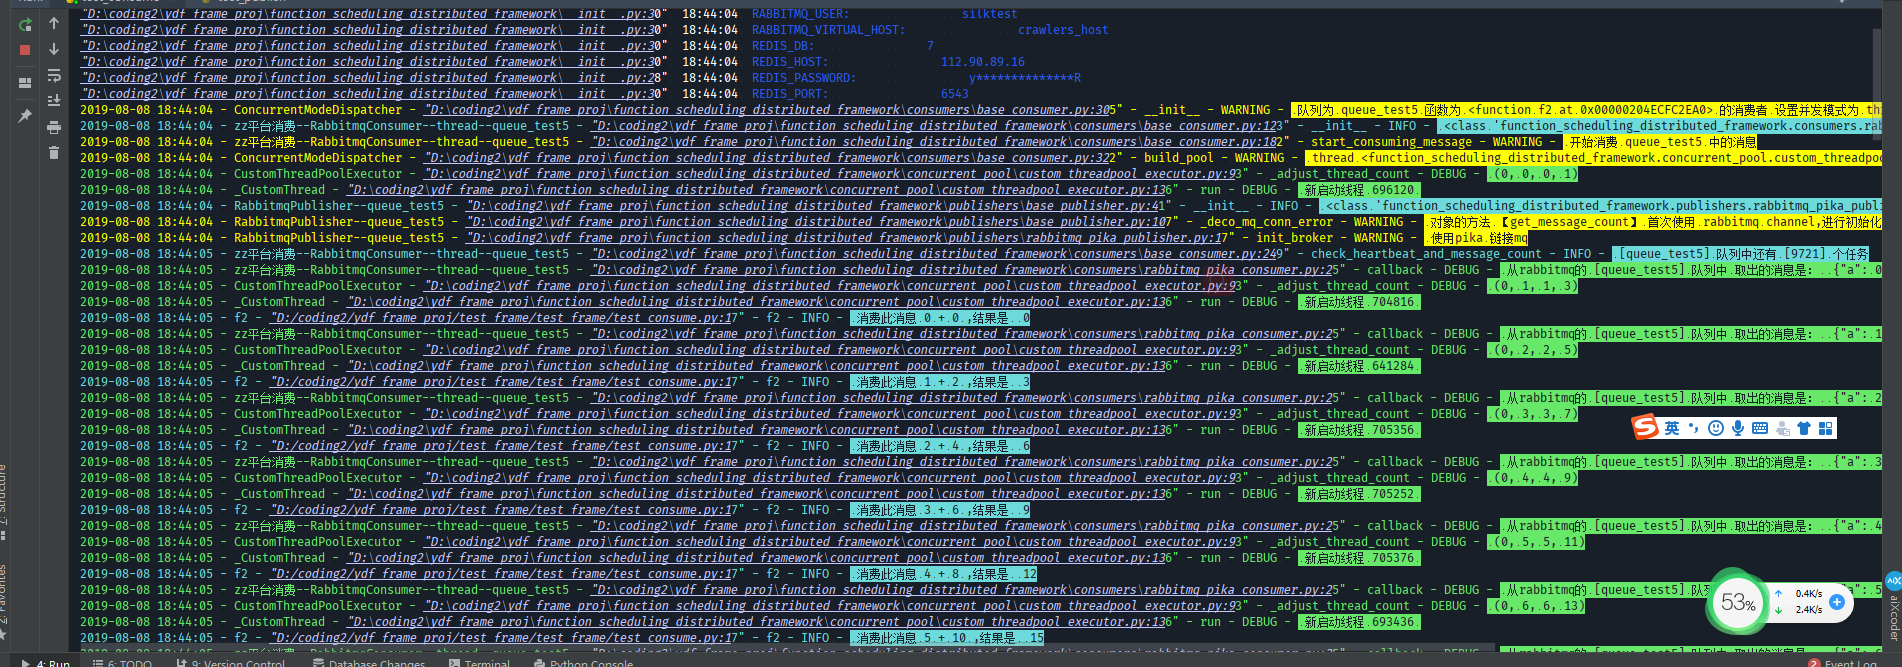 "D:\coding2\ydf_frame_proj\function_scheduling_distributed_framework\__init__.py:30" 18:44:04 RABBITMQ_USER: silktest
"D:\coding2\ydf_frame_proj\function_scheduling_distributed_framework\__init__.py:30" 18:44:04 RABBITMQ_VIRTUAL_HOST: crawlers_host
"D:\coding2\ydf_frame_proj\function_scheduling_distributed_framework\__init__.py:30" 18:44:04 REDIS_DB: 7
"D:\coding2\ydf_frame_proj\function_scheduling_distributed_framework\__init__.py:30" 18:44:04 REDIS_HOST: 112.90.89.16
"D:\coding2\ydf_frame_proj\function_scheduling_distributed_framework\__init__.py:28" 18:44:04 REDIS_PASSWORD: y**************R
"D:\coding2\ydf_frame_proj\function_scheduling_distributed_framework\__init__.py:30" 18:44:04 REDIS_PORT: 6543
2019-08-08 18:44:04 - ConcurrentModeDispatcher - "D:\coding2\ydf_frame_proj\function_scheduling_distributed_framework\consumers\base_consumer.py:305" - __init__ - WARNING - 队列为 queue_test5 函数为 <function f2 at 0x00000204ECFC2EA0> 的消费者 设置并发模式为 th
2019-08-08 18:44:04 - zz平台消费--RabbitmqConsumer--thread--queue_test5 - "D:\coding2\ydf_frame_proj\function_scheduling_distributed_framework\consumers\base_consumer.py:123" - __init__ - INFO - <class 'function_scheduling_distributed_framework.consumers.rab
2019-08-08 18:44:04 - zz平台消费--RabbitmqConsumer--thread--queue_test5 - "D:\coding2\ydf_frame_proj\function_scheduling_distributed_framework\consumers\base_consumer.py:182" - start_consuming_message - WARNING - 开始消费 queue_test5 中的消息
2019-08-08 18:44:04 - ConcurrentModeDispatcher - "D:\coding2\ydf_frame_proj\function_scheduling_distributed_framework\consumers\base_consumer.py:322" - build_pool - WARNING - thread <function_scheduling_distributed_framework.concurrent_pool.custom_threadpoo
2019-08-08 18:44:04 - CustomThreadPoolExecutor - "D:\coding2\ydf_frame_proj\function_scheduling_distributed_framework\concurrent_pool\custom_threadpool_executor.py:93" - _adjust_thread_count - DEBUG - (0, 0, 0, 1)
2019-08-08 18:44:04 - _CustomThread - "D:\coding2\ydf_frame_proj\function_scheduling_distributed_framework\concurrent_pool\custom_threadpool_executor.py:136" - run - DEBUG - 新启动线程 696120
2019-08-08 18:44:04 - RabbitmqPublisher--queue_test5 - "D:\coding2\ydf_frame_proj\function_scheduling_distributed_framework\publishers\base_publisher.py:41" - __init__ - INFO - <class 'function_scheduling_distributed_framework.publishers.rabbitmq_pika_publi
2019-08-08 18:44:04 - RabbitmqPublisher--queue_test5 - "D:\coding2\ydf_frame_proj\function_scheduling_distributed_framework\publishers\base_publisher.py:107" - _deco_mq_conn_error - WARNING - 对象的方法 【get_message_count】 首次使用 rabbitmq channel,进行初始化
2019-08-08 18:44:04 - RabbitmqPublisher--queue_test5 - "D:\coding2\ydf_frame_proj\function_scheduling_distributed_framework\publishers\rabbitmq_pika_publisher.py:17" - init_broker - WARNING - 使用pika 链接mq
2019-08-08 18:44:05 - zz平台消费--RabbitmqConsumer--thread--queue_test5 - "D:\coding2\ydf_frame_proj\function_scheduling_distributed_framework\consumers\base_consumer.py:249" - check_heartbeat_and_message_count - INFO - [queue_test5] 队列中还有 [9721] 个任务
2019-08-08 18:44:05 - zz平台消费--RabbitmqConsumer--thread--queue_test5 - "D:\coding2\ydf_frame_proj\function_scheduling_distributed_framework\consumers\rabbitmq_pika_consumer.py:25" - callback - DEBUG - 从rabbitmq的 [queue_test5] 队列中 取出的消息是: {"a": 0
2019-08-08 18:44:05 - CustomThreadPoolExecutor - "D:\coding2\ydf_frame_proj\function_scheduling_distributed_framework\concurrent_pool\custom_threadpool_executor.py:93" - _adjust_thread_count - DEBUG - (0, 1, 1, 3)
2019-08-08 18:44:05 - _CustomThread - "D:\coding2\ydf_frame_proj\function_scheduling_distributed_framework\concurrent_pool\custom_threadpool_executor.py:136" - run - DEBUG - 新启动线程 704816
2019-08-08 18:44:05 - f2 - "D:/coding2/ydf_frame_proj/test_frame/test_consume.py:17" - f2 - INFO - 消费此消息 0 + 0 ,结果是 0
2019-08-08 18:44:05 - zz平台消费--RabbitmqConsumer--thread--queue_test5 - "D:\coding2\ydf_frame_proj\function_scheduling_distributed_framework\consumers\rabbitmq_pika_consumer.py:25" - callback - DEBUG - 从rabbitmq的 [queue_test5] 队列中 取出的消息是: {"a": 1
2019-08-08 18:44:05 - CustomThreadPoolExecutor - "D:\coding2\ydf_frame_proj\function_scheduling_distributed_framework\concurrent_pool\custom_threadpool_executor.py:93" - _adjust_thread_count - DEBUG - (0, 2, 2, 5)
2019-08-08 18:44:05 - _CustomThread - "D:\coding2\ydf_frame_proj\function_scheduling_distributed_framework\concurrent_pool\custom_threadpool_executor.py:136" - run - DEBUG - 新启动线程 641284
2019-08-08 18:44:05 - f2 - "D:/coding2/ydf_frame_proj/test_frame/test_consume.py:17" - f2 - INFO - 消费此消息 1 + 2 ,结果是 3
2019-08-08 18:44:05 - zz平台消费--RabbitmqConsumer--thread--queue_test5 - "D:\coding2\ydf_frame_proj\function_scheduling_distributed_framework\consumers\rabbitmq_pika_consumer.py:25" - callback - DEBUG - 从rabbitmq的 [queue_test5] 队列中 取出的消息是: {"a": 2
2019-08-08 18:44:05 - CustomThreadPoolExecutor - "D:\coding2\ydf_frame_proj\function_scheduling_distributed_framework\concurrent_pool\custom_threadpool_executor.py:93" - _adjust_thread_count - DEBUG - (0, 3, 3, 7)
2019-08-08 18:44:05 - _CustomThread - "D:\coding2\ydf_frame_proj\function_scheduling_distributed_framework\concurrent_pool\custom_threadpool_executor.py:136" - run - DEBUG - 新启动线程 705356
英
2019-08-08 18:44:05 - f2 - "D:/coding2/ydf_frame_proj/test_frame/test_consume.py:17" - f2 - INFO - 消费此消息 2 + 4 ,结果是 6
2019-08-08 18:44:05 - zz平台消费--RabbitmqConsumer--thread--queue_test5 - "D:\coding2\ydf_frame_proj\function_scheduling_distributed_framework\consumers\rabbitmq_pika_consumer.py:25" - callback - DEBUG - 从rabbitmq的 [queue_test5] 队列中 取出的消息是: {"a": 3
2019-08-08 18:44:05 - CustomThreadPoolExecutor - "D:\coding2\ydf_frame_proj\function_scheduling_distributed_framework\concurrent_pool\custom_threadpool_executor.py:93" - _adjust_thread_count - DEBUG - (0, 4, 4, 9)
2019-08-08 18:44:05 - _CustomThread - "D:\coding2\ydf_frame_proj\function_scheduling_distributed_framework\concurrent_pool\custom_threadpool_executor.py:136" - run - DEBUG - 新启动线程 705252
2019-08-08 18:44:05 - f2 - "D:/coding2/ydf_frame_proj/test_frame/test_consume.py:17" - f2 - INFO - 消费此消息 3 + 6 ,结果是 9
2019-08-08 18:44:05 - zz平台消费--RabbitmqConsumer--thread--queue_test5 - "D:\coding2\ydf_frame_proj\function_scheduling_distributed_framework\consumers\rabbitmq_pika_consumer.py:25" - callback - DEBUG - 从rabbitmq的 [queue_test5] 队列中 取出的消息是: {"a": 4
2019-08-08 18:44:05 - CustomThreadPoolExecutor - "D:\coding2\ydf_frame_proj\function_scheduling_distributed_framework\concurrent_pool\custom_threadpool_executor.py:93" - _adjust_thread_count - DEBUG - (0, 5, 5, 11)
2019-08-08 18:44:05 - _CustomThread - "D:\coding2\ydf_frame_proj\function_scheduling_distributed_framework\concurrent_pool\custom_threadpool_executor.py:136" - run - DEBUG - 新启动线程 705376
2019-08-08 18:44:05 - f2 - "D:/coding2/ydf_frame_proj/test_frame/test_consume.py:17" - f2 - INFO - 消费此消息 4 + 8 ,结果是 12
2019-08-08 18:44:05 - zz平台消费--RabbitmqConsumer--thread--queue_test5 - "D:\coding2\ydf_frame_proj\function_scheduling_distributed_framework\consumers\rabbitmq_pika_consumer.py:25" - callback - DEBUG - 从rabbitmq的 [queue_test5] 队列中 取出的消息是: {"a": 5
2019-08-08 18:44:05 - CustomThreadPoolExecutor - "D:\coding2\ydf_frame_proj\function_scheduling_distributed_framework\concurrent_pool\custom_threadpool_executor.py:93" - _adjust_thread_count - DEBUG - (0, 6, 6, 13)
2019-08-08 18:44:05 - _CustomThread - "D:\coding2\ydf_frame_proj\function_scheduling_distributed_framework\concurrent_pool\custom_threadpool_executor.py:136" - run - DEBUG - 新启动线程 693436
2019-08-08 18:44:05 - f2 - "D:/coding2/ydf_frame_proj/test_frame/test_consume.py:17" - f2 - INFO - 消费此消息 5 + 10 ,结果是 15
53%
0.4K/s
2.4K/s
aiXcoder
7: Structure
2: Favorites
4: Run
6: TODO
9: Version Control
Database Changes
Terminal
Python Console
2 Event Log